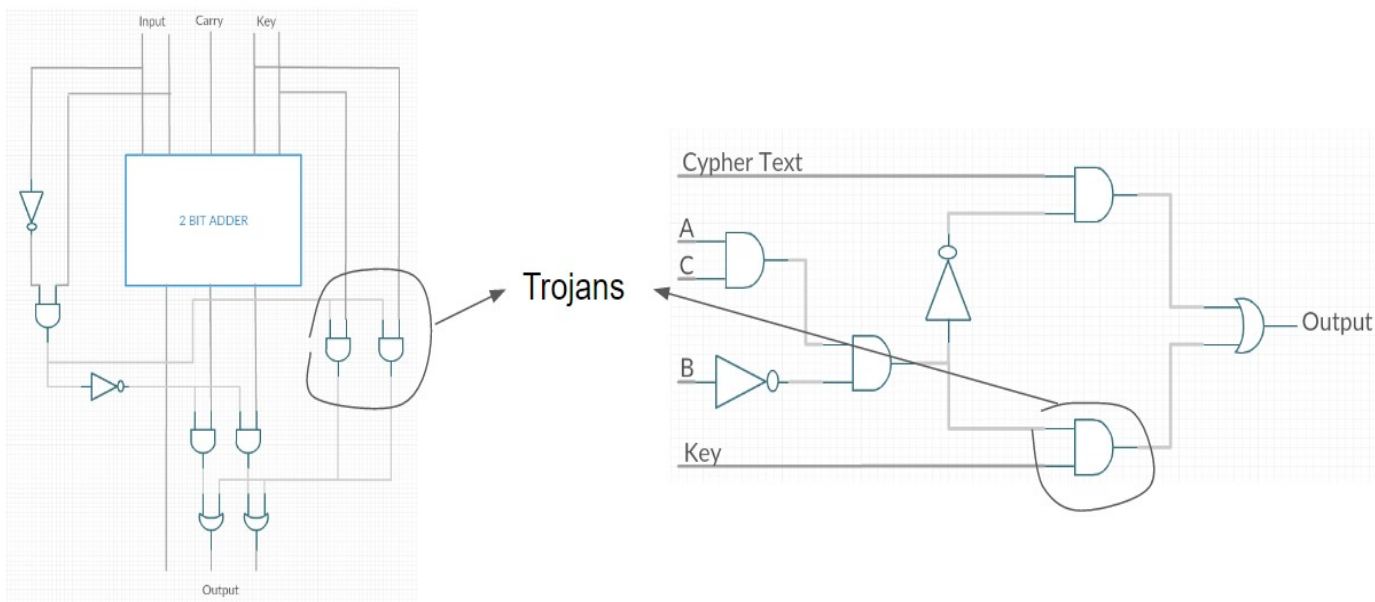 Input Carry Key
2 BIT ADDER
Output
Trojans
Cypher Text
A
C
B
Key
Output